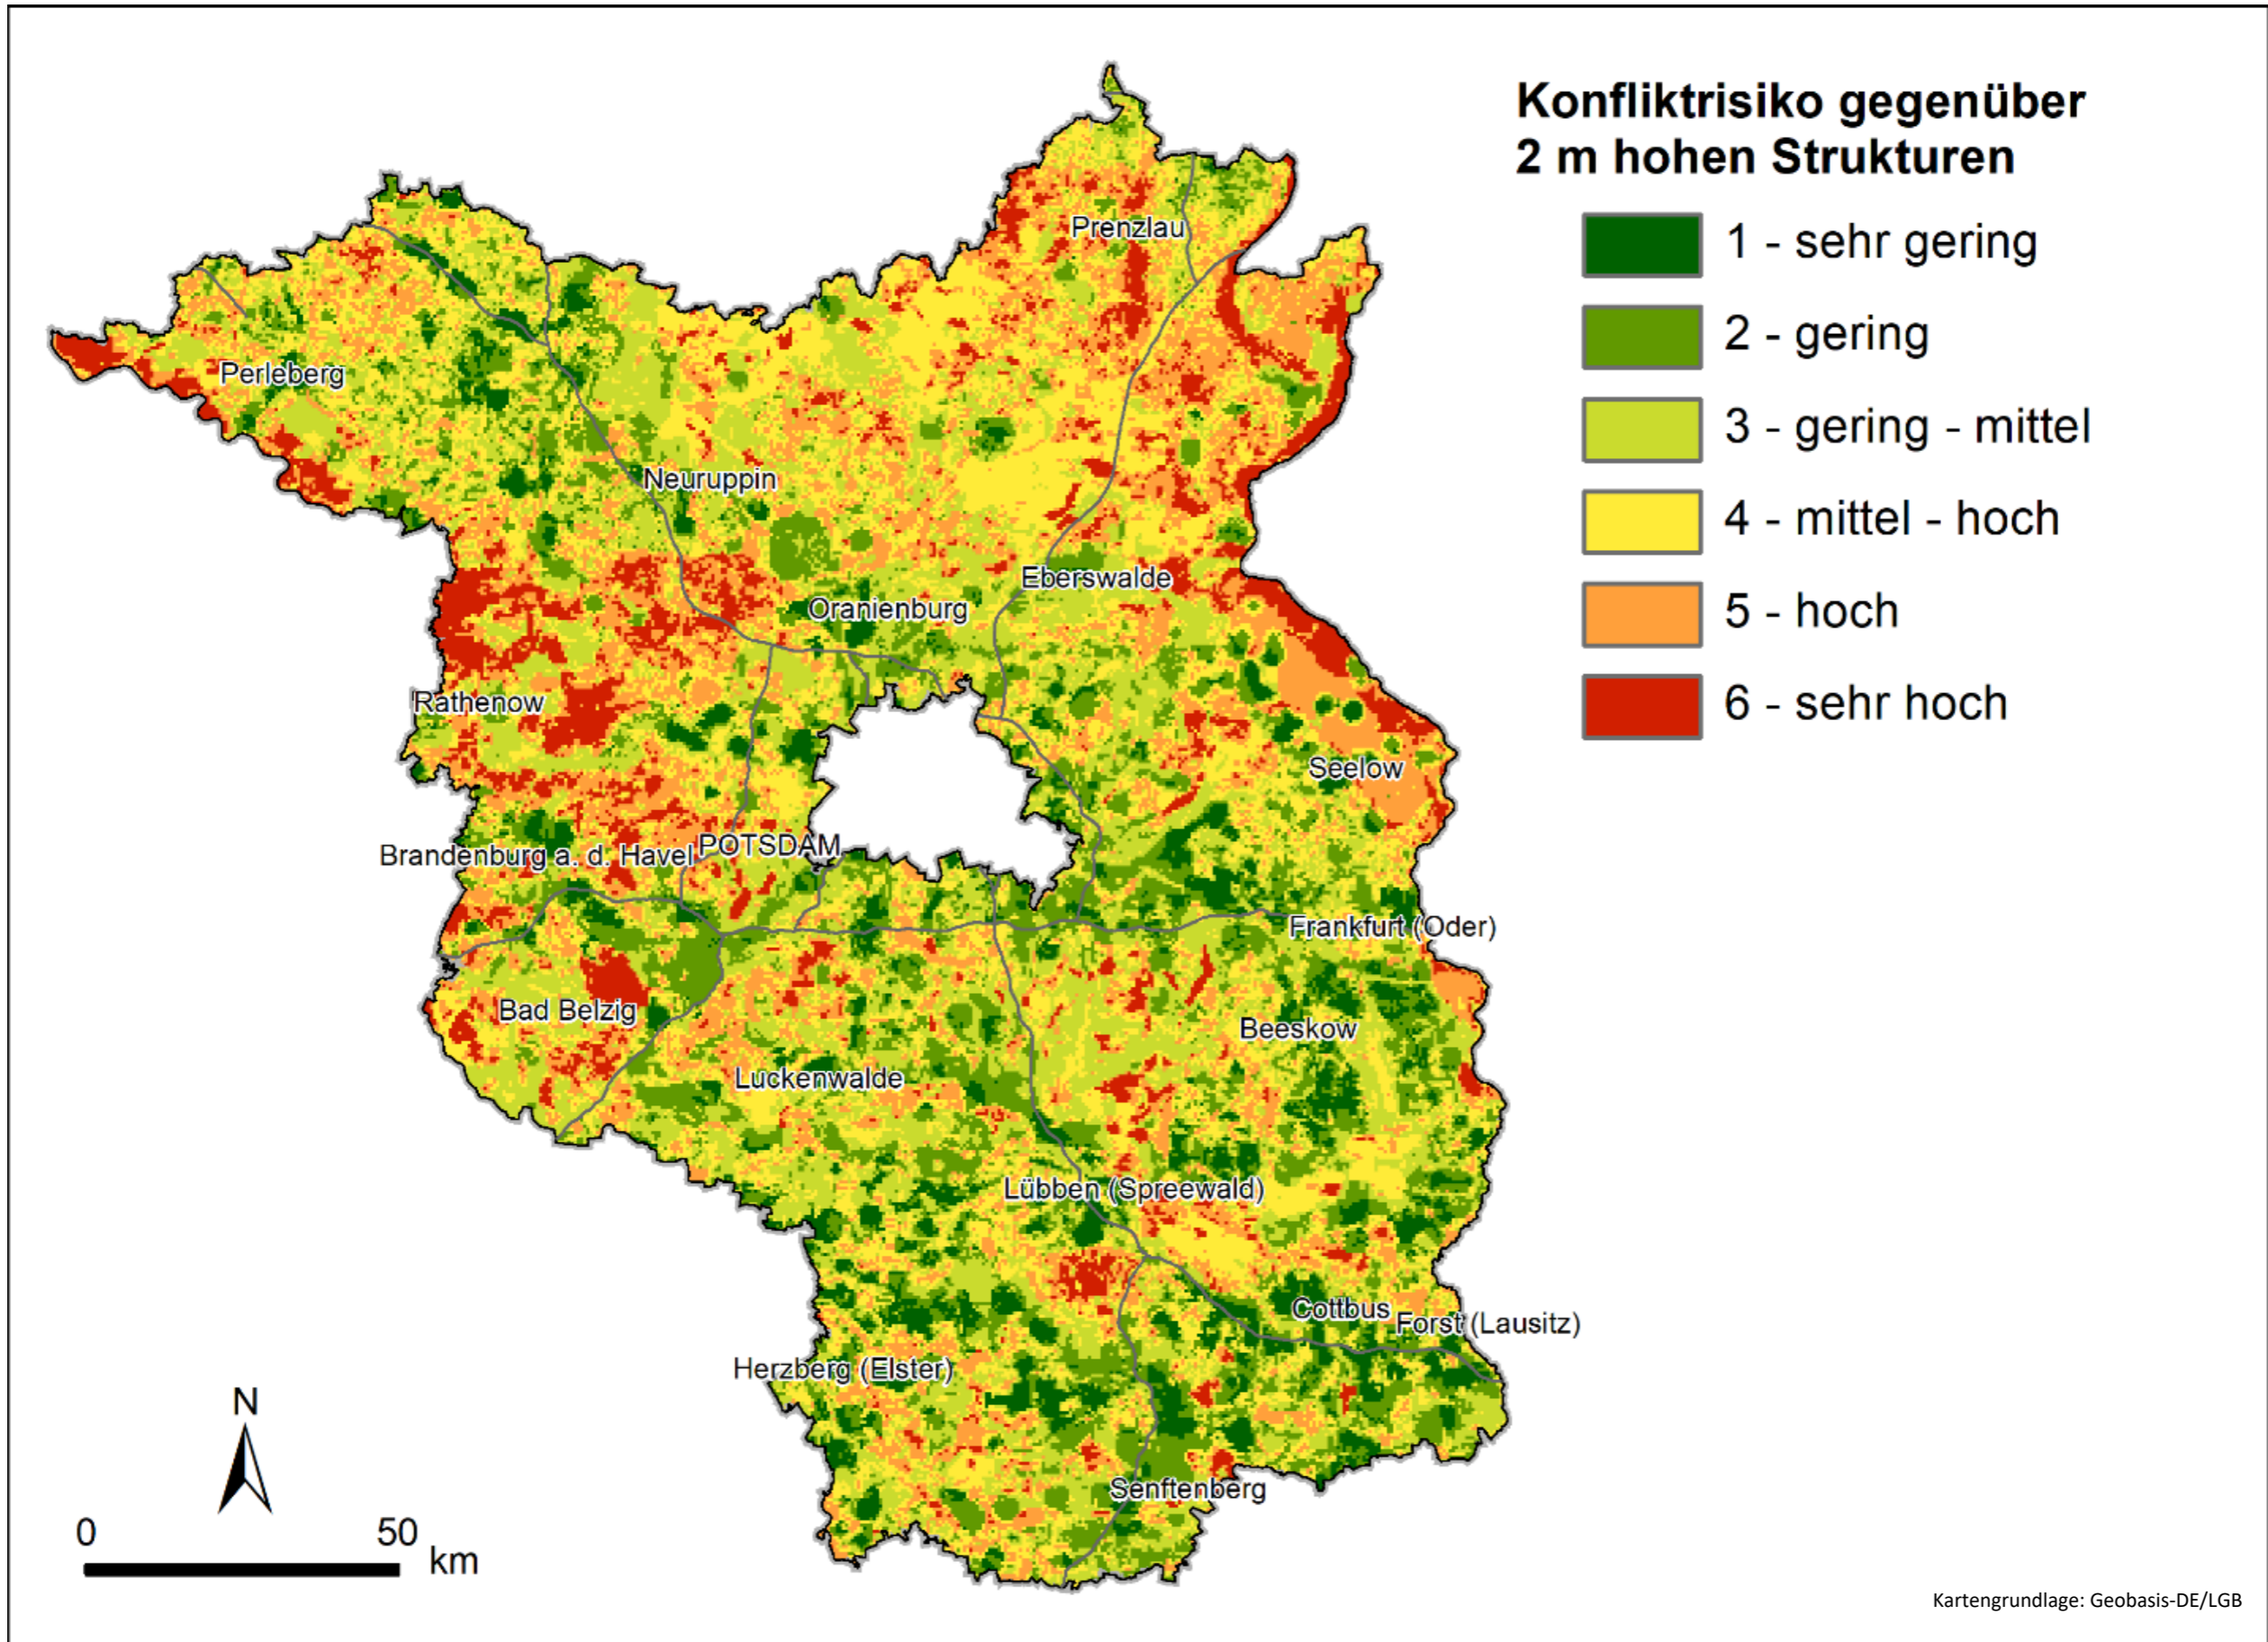 Konfliktrisiko gegenüber
2 m hohen Strukturen
1 - sehr gering
2 - gering
3 - gering - mittel
4 - mittel - hoch
5 - hoch
6 - sehr hoch
Prenzlau
Perleberg
Neuruppin
Eberswalde
Oranienburg
Rathenow
Seelow
POTSDAM
Brandenburg a. d. Havel
Frankfurt (Oder)
Bad Belzig
Beeskow
Luckenwalde
Lübben (Spreewald)
Cottbus
Forst (Lausitz)
Herzberg (Elster)
Senftenberg
N
0 50
km
Kartengrundlage: Geobasis-DE/LGB